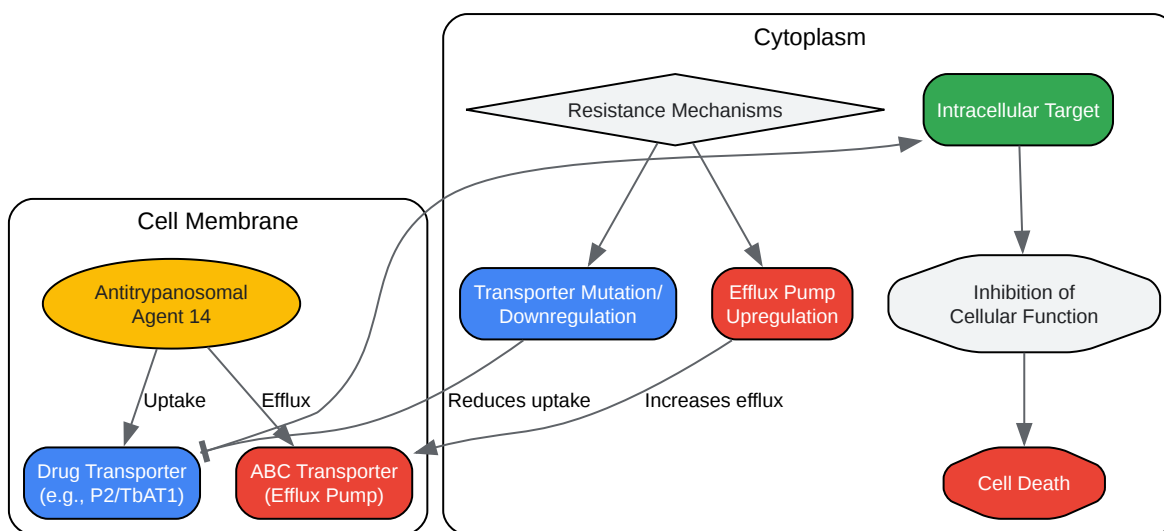 Cytoplasm
Resistance Mechanisms
Intracellular Target
Cell Membrane
Antitrypanosomal
Agent 14
Transporter Mutation/
Downregulation
Efflux Pump
Upregulation
Inhibition of
Cellular Function
Uptake
Efflux
Reduces uptake
Increases efflux
Drug Transporter
(e.g., P2/TbAT1)
ABC Transporter
(Efflux Pump)
Cell Death